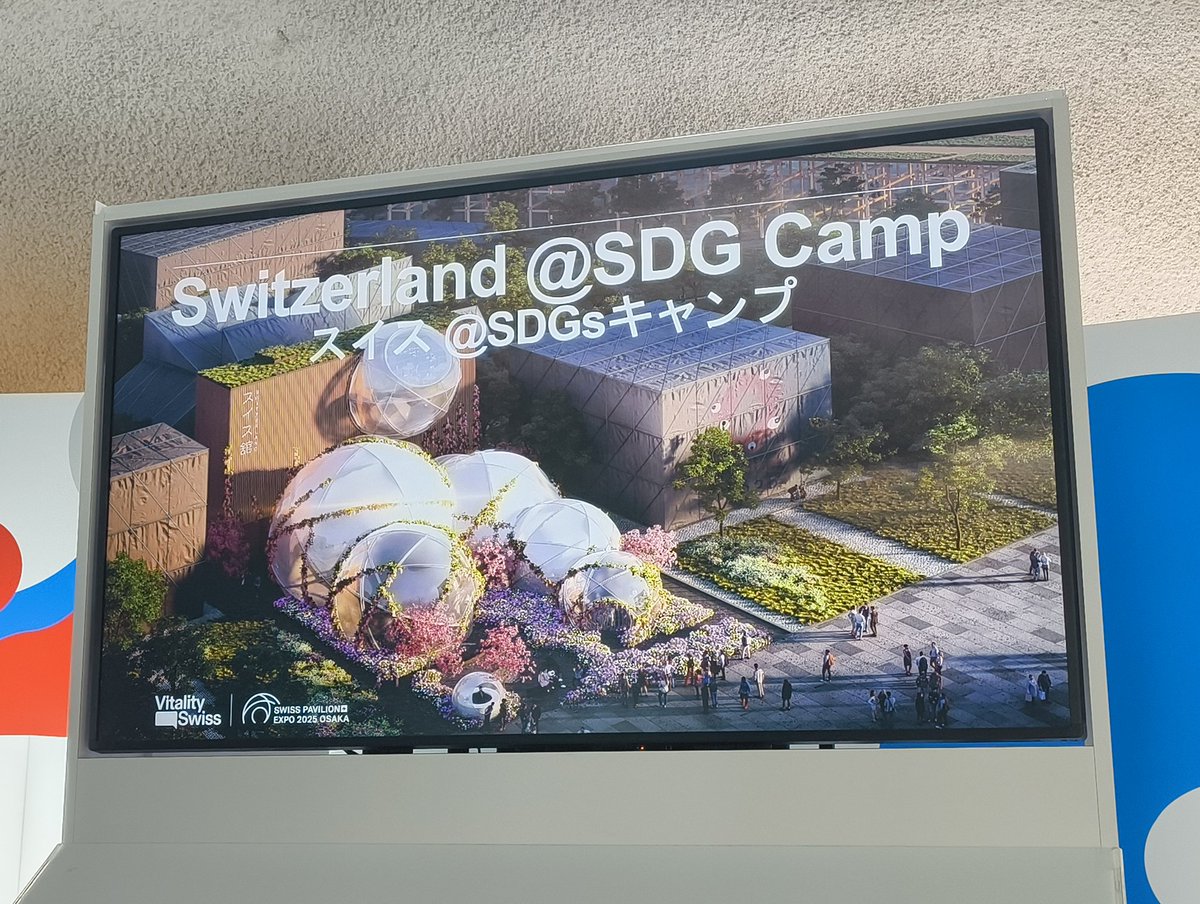 Switzerland @SDG Camp
スイス @SDGsキャンプ
スイス館
Vitality
Swiss
SWISS PAVILION
EXPO 2025 OSAKA